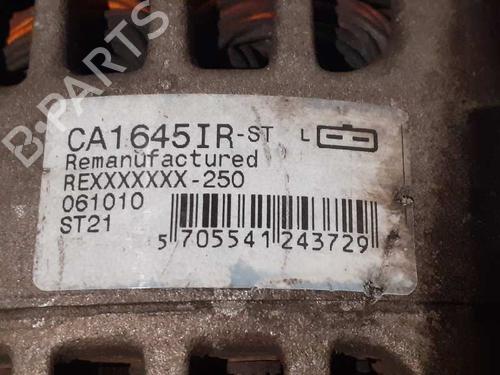 B-PARTS
CA1645IR-ST L
Remanufactured
REXXXXXXX-250
061010
ST21
5 705541 243729